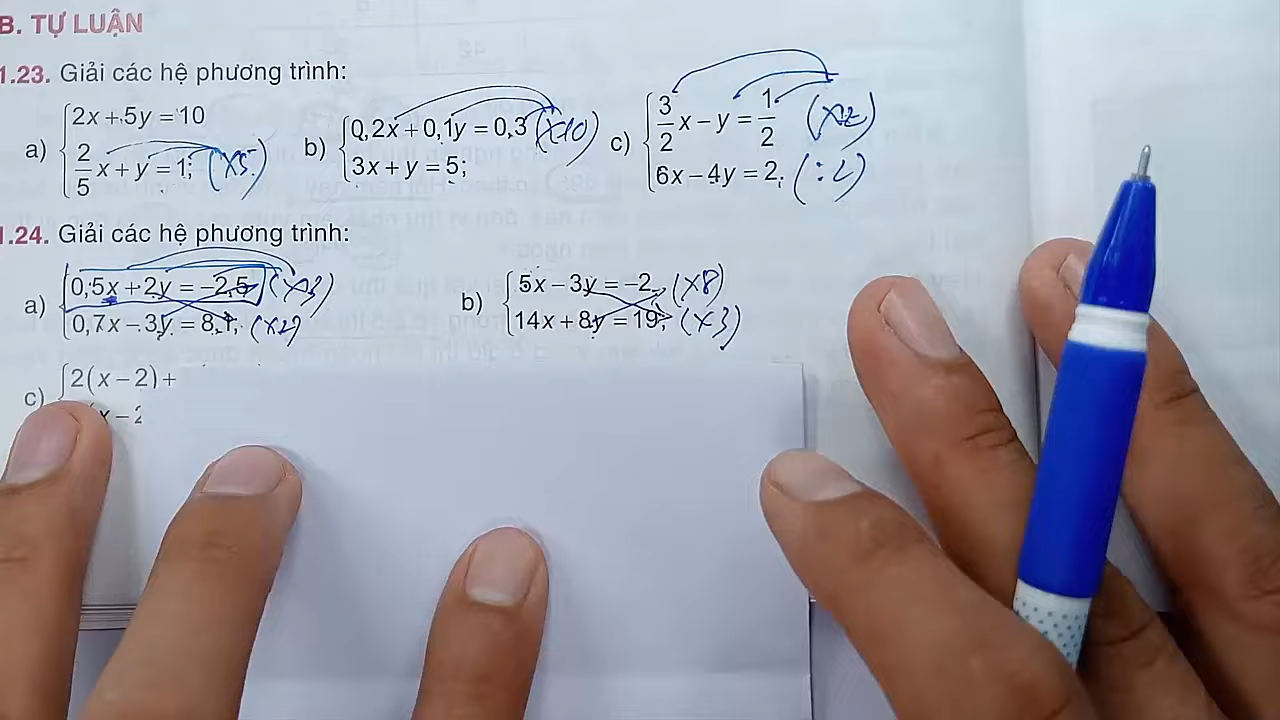 B. TỰ LUẬN
1.23. Giải các hệ phương trình:
a) 2x + 5y = 10
2/5 x + y = 1; (x5)
b) 0,2x + 0,1y = 0,3 (x10)
3x + y = 5;
c) 3/2 x − y = 1/2 (x2)
6x − 4y = 2. (:2)
1.24. Giải các hệ phương trình:
a) 0,5x + 2y = −2,5 (x3)
0,7x − 3y = 8,1; (x2)
b) 5x − 3y = −2 (x8)
14x + 8y = 19; (x3)
c) 2(x − 2) +